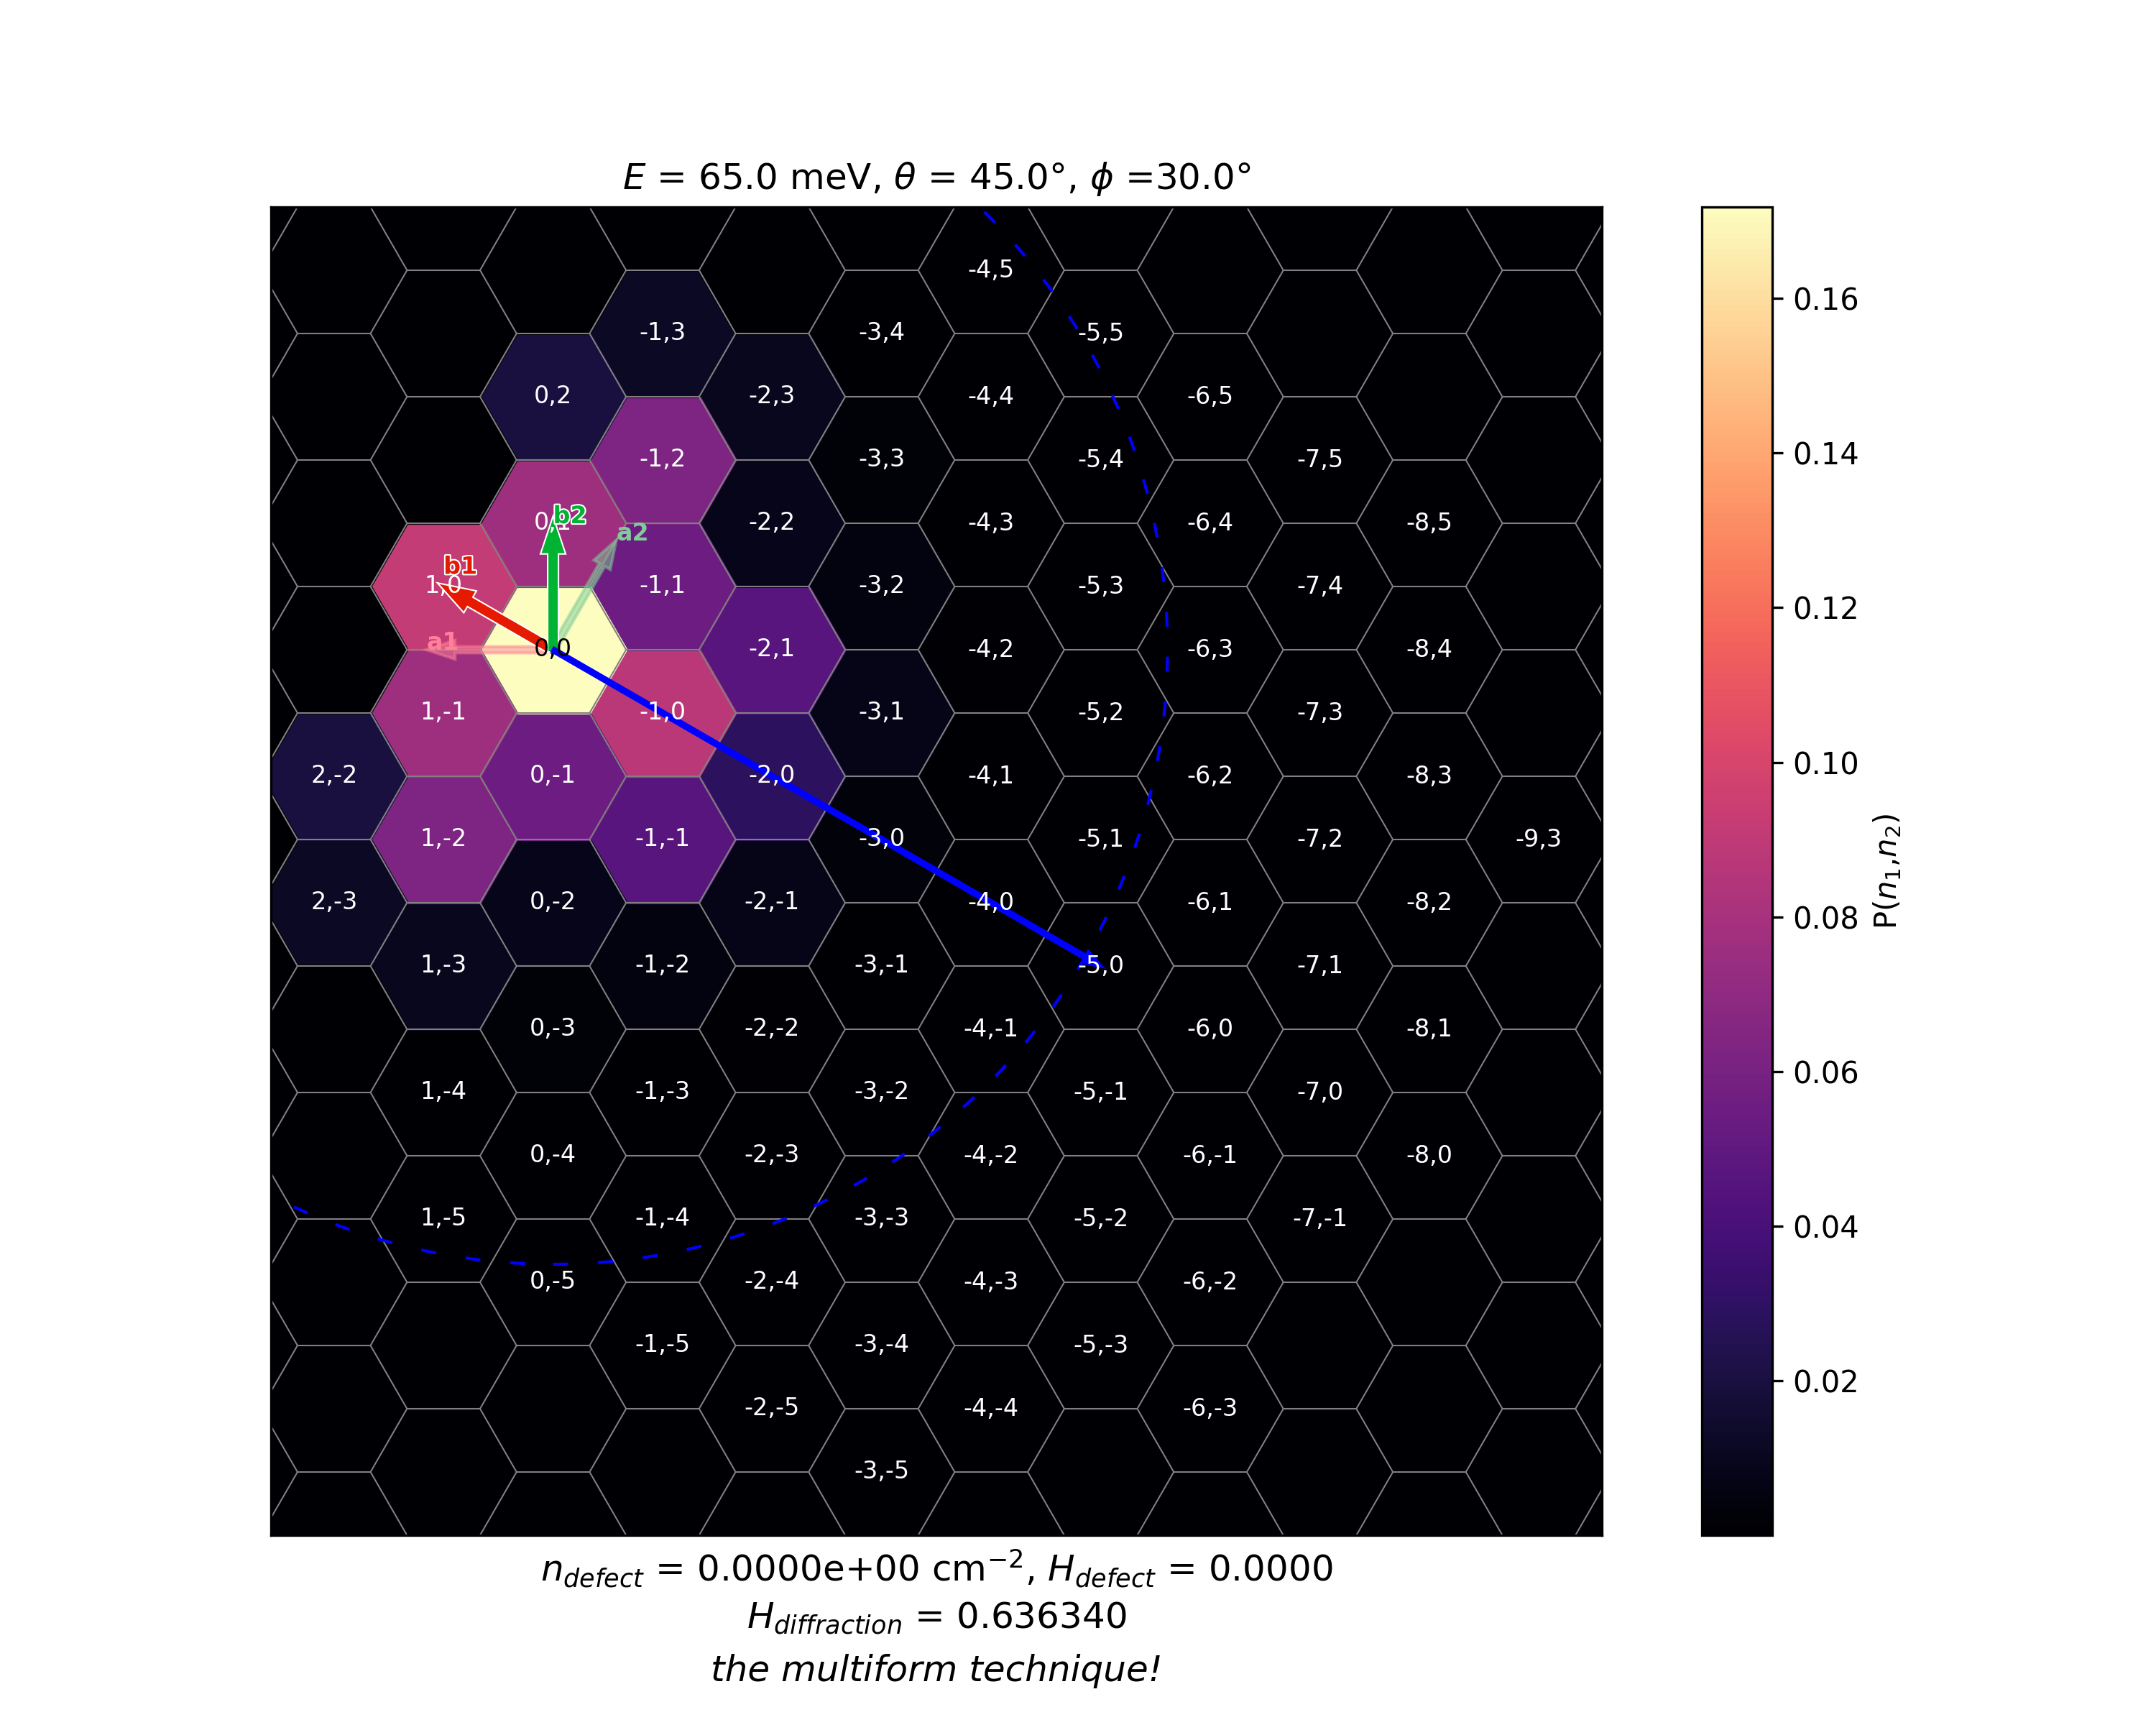 E = 65.0 meV, θ = 45.0°, ϕ =30.0°
-4,5
-1,3 -3,4 -5,5
0,2 -2,3 -4,4 -6,5
-1,2 -3,3 -5,4 -7,5
0,1 b2 a2 -2,2 -4,3 -6,4 -8,5
b1
1,0 -1,1 -3,2 -5,3 -7,4
a1 0,0 -2,1 -4,2 -6,3 -8,4
1,-1 -1,0 -3,1 -5,2 -7,3
2,-2 0,-1 -2,0 -4,1 -6,2 -8,3
1,-2 -1,-1 -3,0 -5,1 -7,2 -9,3
2,-3 0,-2 -2,-1 -4,0 -6,1 -8,2
1,-3 -1,-2 -3,-1 -5,0 -7,1
0,-3 -2,-2 -4,-1 -6,0 -8,1
1,-4 -1,-3 -3,-2 -5,-1 -7,0
0,-4 -2,-3 -4,-2 -6,-1 -8,0
1,-5 -1,-4 -3,-3 -5,-2 -7,-1
0,-5 -2,-4 -4,-3 -6,-2
-1,-5 -3,-4 -5,-3
-2,-5 -4,-4 -6,-3
-3,-5
0.16
0.14
0.12
0.10
0.08
0.06
0.04
0.02
P(n₁,n₂)
n_defect = 0.0000e+00 cm⁻², H_defect = 0.0000
H_diffraction = 0.636340
the multiform technique!